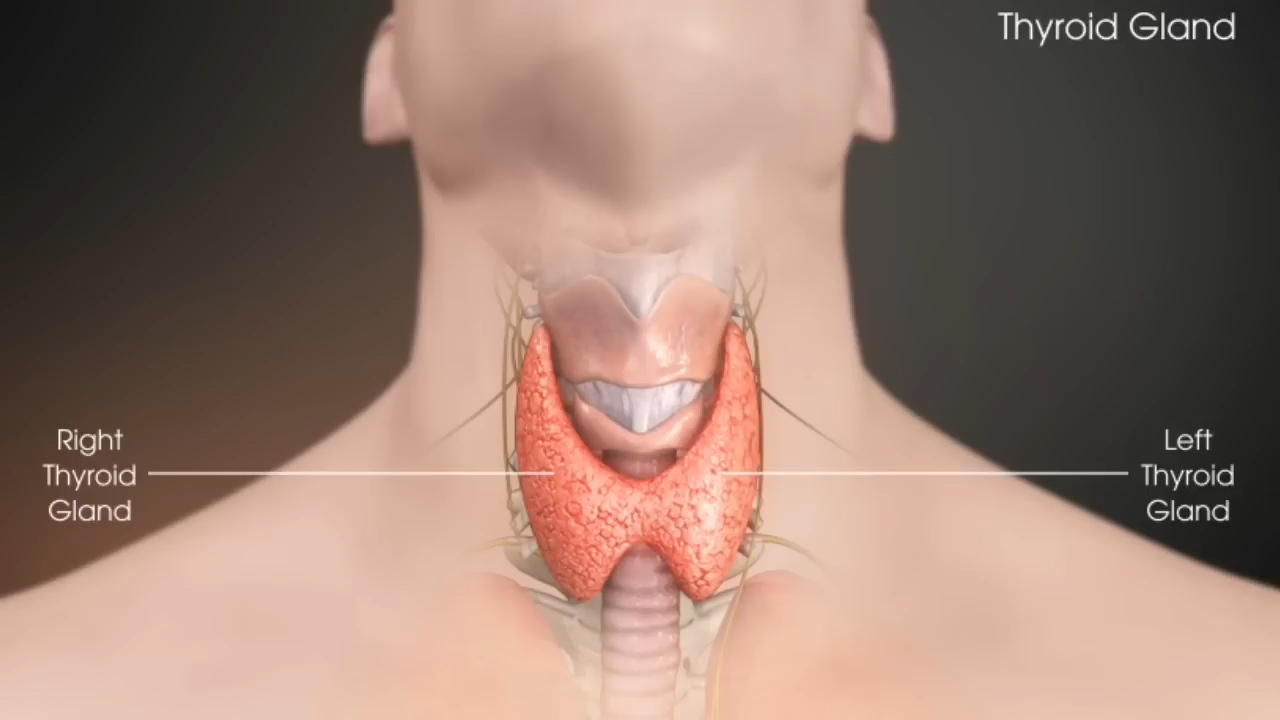 Thyroid Gland
Right
Thyroid
Gland
Left
Thyroid
Gland